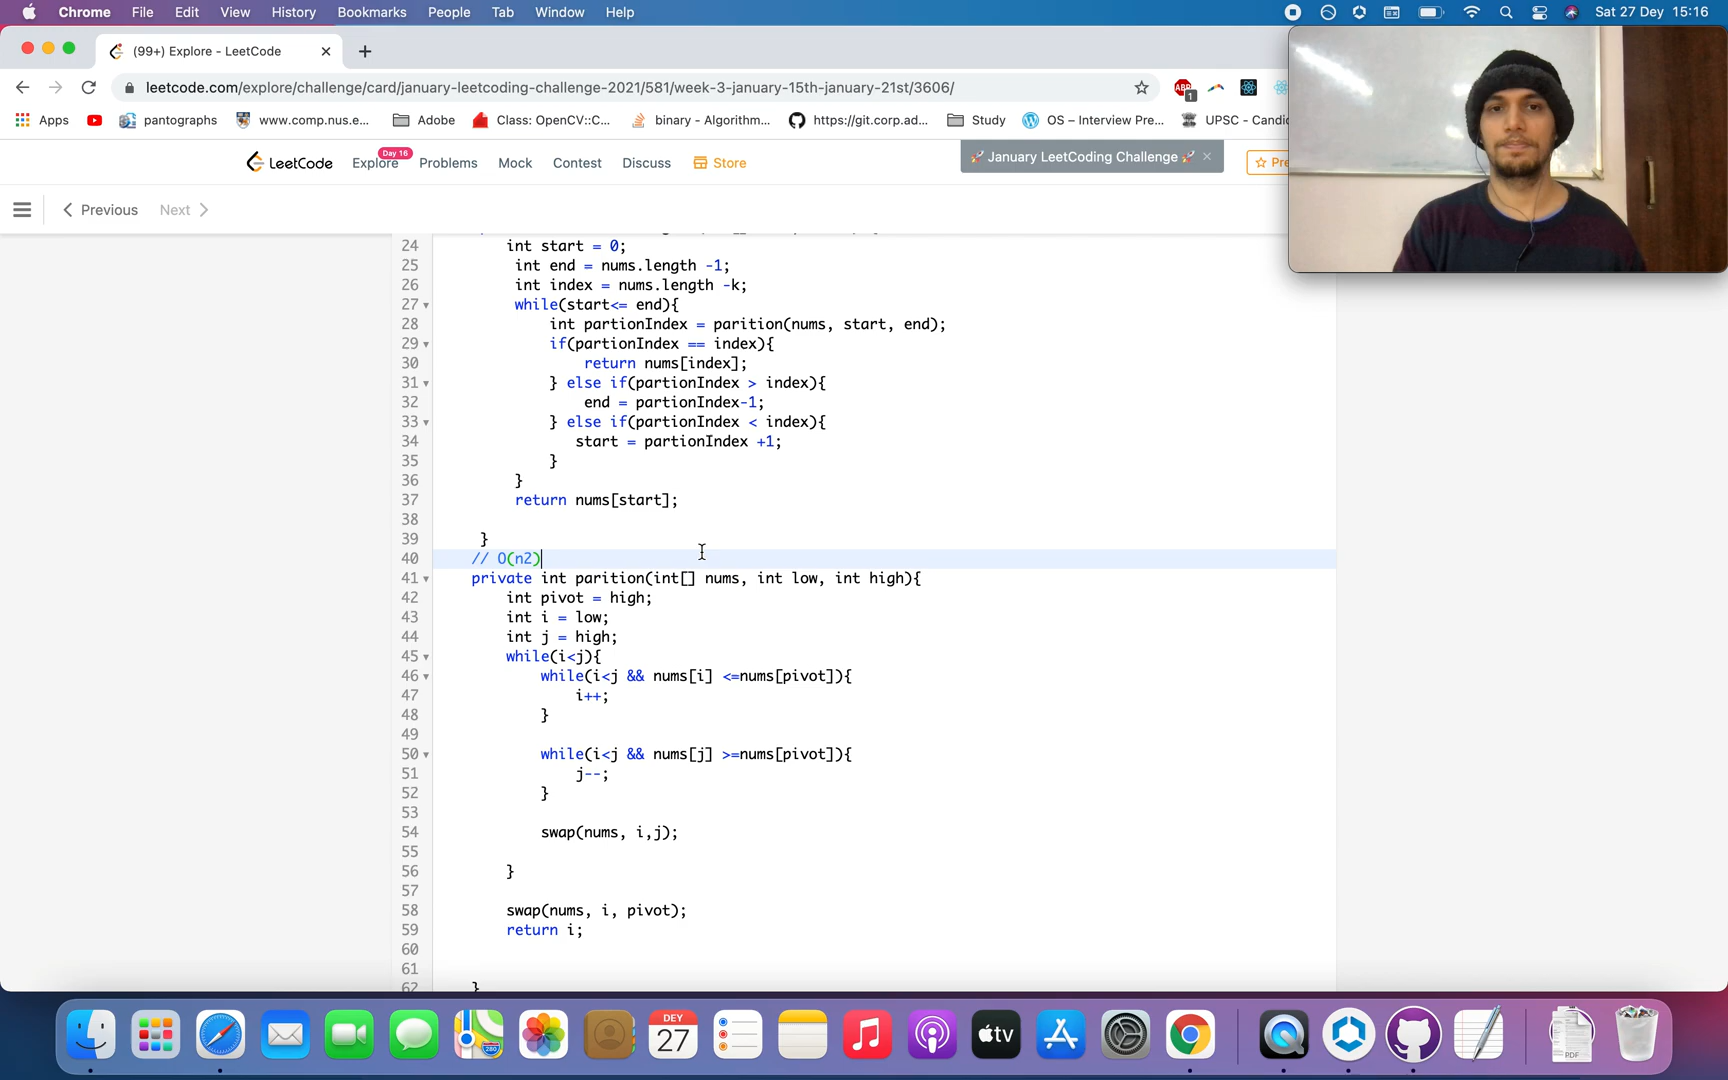 Chrome File Edit View History Bookmarks People Tab Window Help
Sat 27 Dey 15:16
(99+) Explore - LeetCode
leetcode.com/explore/challenge/card/january-leetcoding-challenge-2021/581/week-3-january-15th-january-21st/3606/
ABP 1
Apps pantographs www.comp.nus.e... Adobe Class: OpenCV::C... binary - Algorithm... https://git.corp.ad... Study OS – Interview Pre... UPSC - Candic
Day 16
LeetCode Explore Problems Mock Contest Discuss Store
🚀 January LeetCoding Challenge 🚀 ×
☆ Pre
Previous Next
24 int start = 0;
25 int end = nums.length -1;
26 int index = nums.length -k;
27 while(start<= end){
28 int partionIndex = parition(nums, start, end);
29 if(partionIndex == index){
30 return nums[index];
31 } else if(partionIndex > index){
32 end = partionIndex-1;
33 } else if(partionIndex < index){
34 start = partionIndex +1;
35 }
36 }
37 return nums[start];
38
39 }
40 // O(n2)
41 private int parition(int[] nums, int low, int high){
42 int pivot = high;
43 int i = low;
44 int j = high;
45 while(i<j){
46 while(i<j && nums[i] <=nums[pivot]){
47 i++;
48 }
49
50 while(i<j && nums[j] >=nums[pivot]){
51 j--;
52 }
53
54 swap(nums, i,j);
55
56 }
57
58 swap(nums, i, pivot);
59 return i;
60
61
62 }
DEY
27
tv
PDF